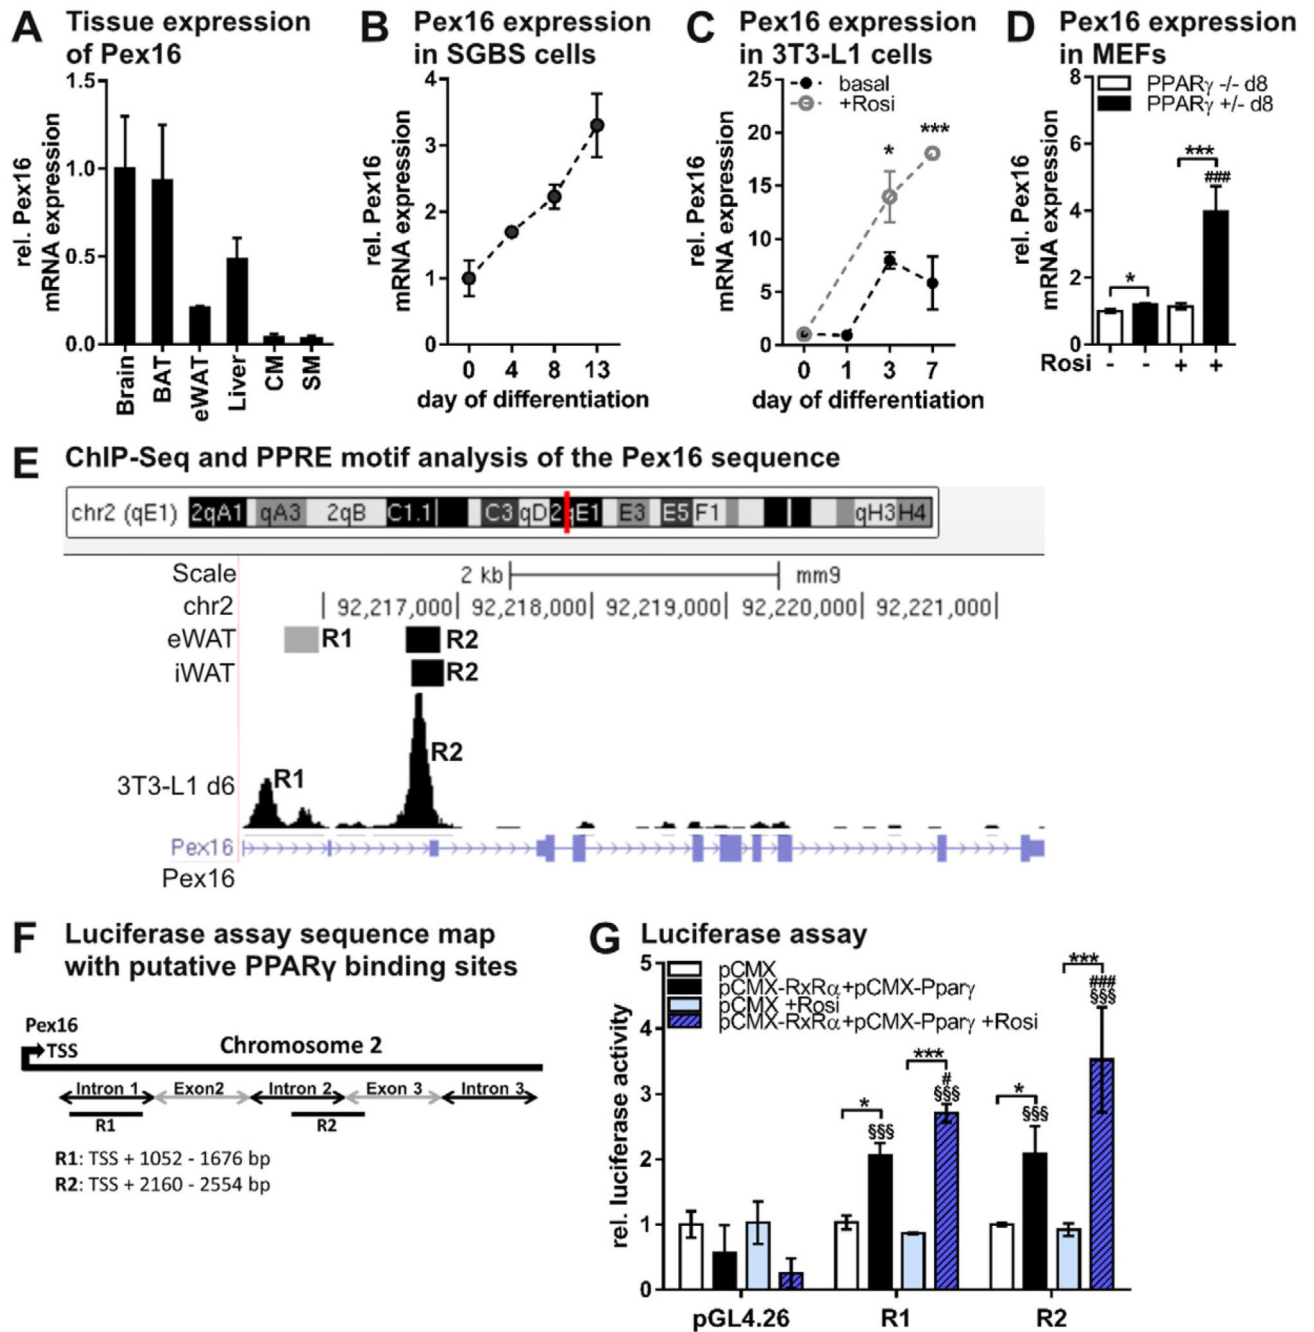 A Tissue expression
of Pex16
rel. Pex16
mRNA expression
1.5
1.0
0.5
0.0
Brain
BAT
eWAT
Liver
CM
SM
B Pex16 expression
in SGBS cells
rel. Pex16
mRNA expression
4
3
2
1
0
0 4 8 13
day of differentiation
C Pex16 expression
in 3T3-L1 cells
rel. Pex16
mRNA expression
25
20
15
10
5
0
basal
+Rosi
*
***
0 1 3 7
day of differentiation
D Pex16 expression
in MEFs
rel. Pex16
mRNA expression
8
6
4
2
0
PPARγ -/- d8
PPARγ +/- d8
*
***
###
Rosi - - + +
E ChIP-Seq and PPRE motif analysis of the Pex16 sequence
chr2 (qE1) 2qA1 qA3 2qB C1.1 C3 qD 2 qE1 E3 E5 F1 qH3 H4
Scale 2 kb mm9
chr2 92,217,000 92,218,000 92,219,000 92,220,000 92,221,000
eWAT R1 R2
iWAT R2
R2
3T3-L1 d6 R1
Pex16
Pex16
F Luciferase assay sequence map
with putative PPARγ binding sites
Pex16
TSS
Chromosome 2
Intron 1 Exon2 Intron 2 Exon 3 Intron 3
R1 R2
R1: TSS + 1052 - 1676 bp
R2: TSS + 2160 - 2554 bp
G Luciferase assay
rel. luciferase activity
5
4
3
2
1
0
pCMX
pCMX-RxRα+pCMX-Pparγ
pCMX +Rosi
pCMX-RxRα+pCMX-Pparγ +Rosi
*
§§§
***
#
§§§
*
§§§
***
###
§§§
pGL4.26 R1 R2